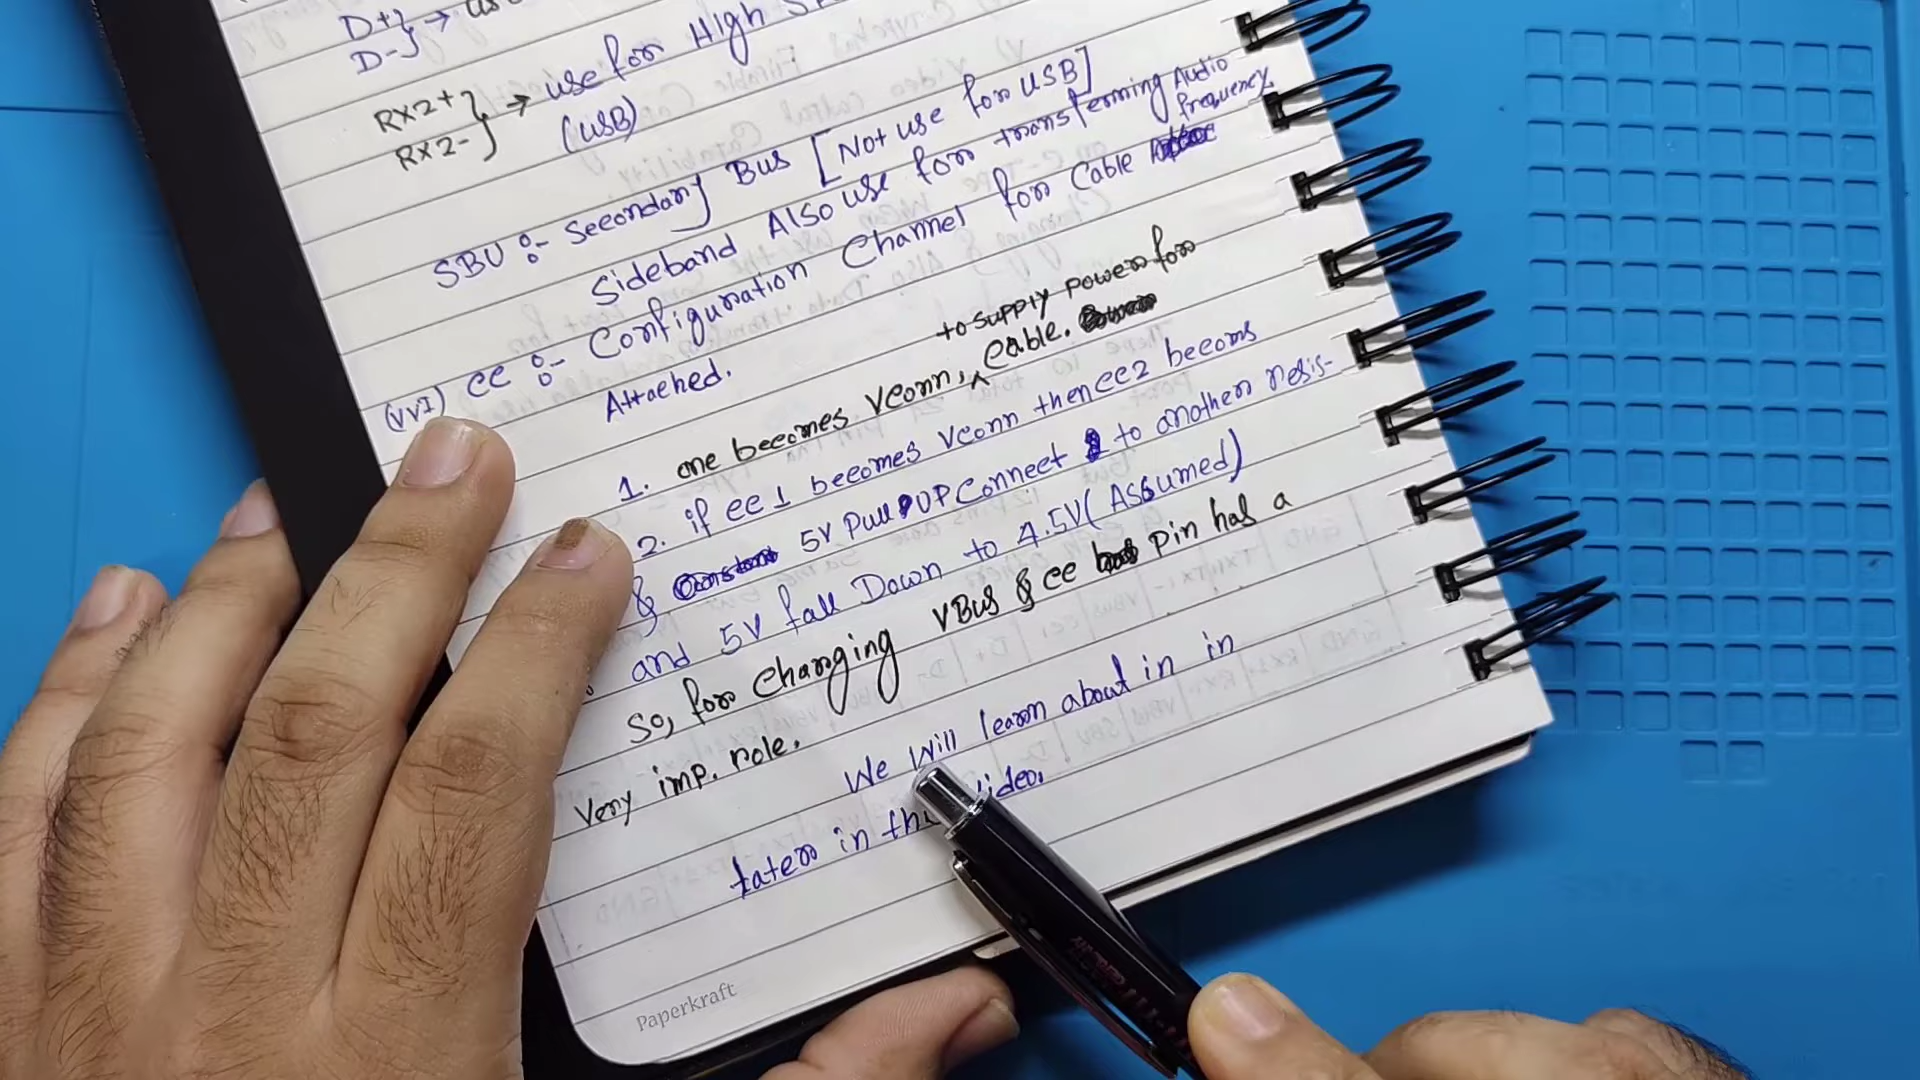 D+} → as
D-}
RX2+} → use for High
RX2-} (USB)
SBU :- Secondary Bus [Not use for USB]
Sideband Also use for transferming Audio frequency
(VVI) CC :- Configuration Channel for Cable
Attached.
1. one becomes Vconn, ^ to supply power for cable.
2. if cc1 becomes Vconn then cc2 becoms
& 5V Pull UP Connect to another resis-
and 5V fall Down to 4.5V (Assumed)
So, for Charging VBus & cc pin has a
Very imp. role.
We Will learn about in in
later in video.
Paperkraft